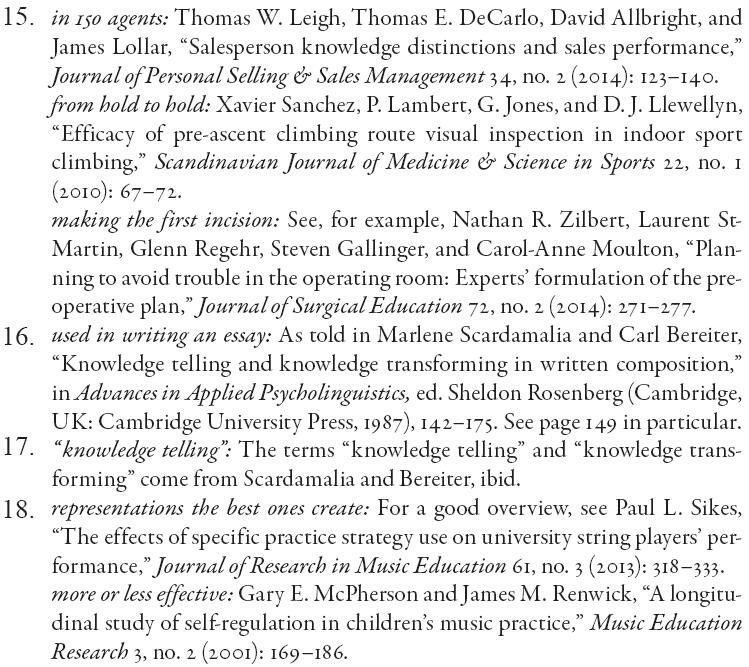 15. in 150 agents: Thomas W. Leigh, Thomas E. DeCarlo, David Allbright, and
James Lollar, “Salesperson knowledge distinctions and sales performance,”
Journal of Personal Selling & Sales Management 34, no. 2 (2014): 123–140.
from hold to hold: Xavier Sanchez, P. Lambert, G. Jones, and D. J. Llewellyn,
“Efficacy of pre-ascent climbing route visual inspection in indoor sport
climbing,” Scandinavian Journal of Medicine & Science in Sports 22, no. 1
(2010): 67–72.
making the first incision: See, for example, Nathan R. Zilbert, Laurent St-
Martin, Glenn Regehr, Steven Gallinger, and Carol-Anne Moulton, “Plan-
ning to avoid trouble in the operating room: Experts’ formulation of the pre-
operative plan,” Journal of Surgical Education 72, no. 2 (2014): 271–277.
16. used in writing an essay: As told in Marlene Scardamalia and Carl Bereiter,
“Knowledge telling and knowledge transforming in written composition,”
in Advances in Applied Psycholinguistics, ed. Sheldon Rosenberg (Cambridge,
UK: Cambridge University Press, 1987), 142–175. See page 149 in particular.
17. “knowledge telling”: The terms “knowledge telling” and “knowledge trans-
forming” come from Scardamalia and Bereiter, ibid.
18. representations the best ones create: For a good overview, see Paul L. Sikes,
“The effects of specific practice strategy use on university string players’ per-
formance,” Journal of Research in Music Education 61, no. 3 (2013): 318–333.
more or less effective: Gary E. McPherson and James M. Renwick, “A longitu-
dinal study of self-regulation in children’s music practice,” Music Education
Research 3, no. 2 (2001): 169–186.